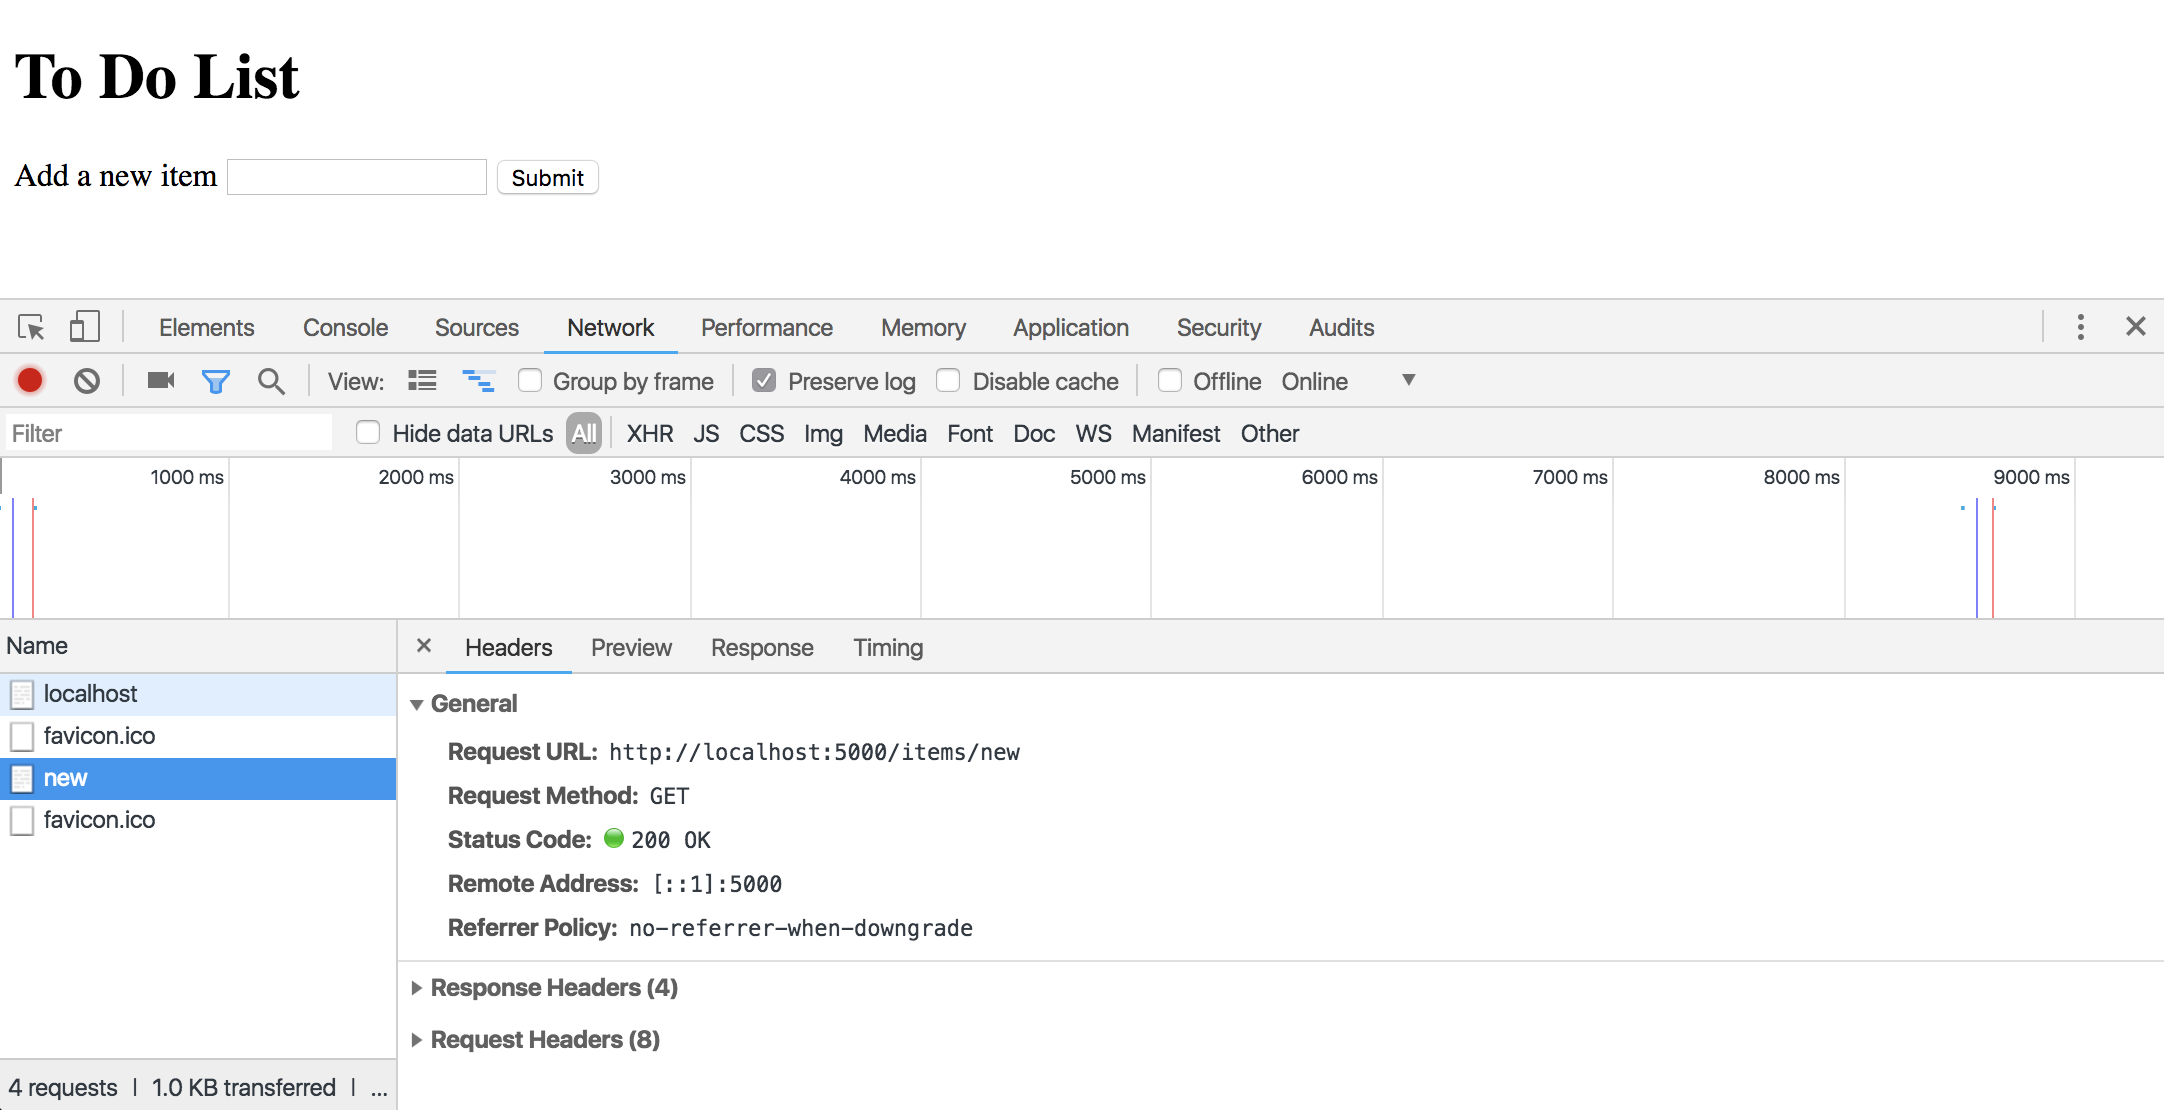 To Do List
Add a new item Submit
Elements Console Sources Network Performance Memory Application Security Audits
View: Group by frame Preserve log Disable cache Offline Online
Filter Hide data URLs All XHR JS CSS Img Media Font Doc WS Manifest Other
1000 ms 2000 ms 3000 ms 4000 ms 5000 ms 6000 ms 7000 ms 8000 ms 9000 ms
Name
localhost
favicon.ico
new
favicon.ico
4 requests | 1.0 KB transferred | ...
× Headers Preview Response Timing
General
Request URL: http://localhost:5000/items/new
Request Method: GET
Status Code: 200 OK
Remote Address: [::1]:5000
Referrer Policy: no-referrer-when-downgrade
Response Headers (4)
Request Headers (8)